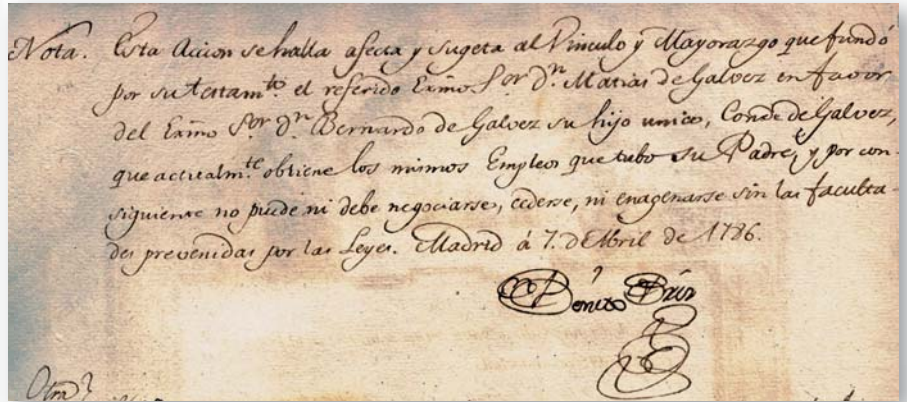 Nota. Esta Accion se halla afecta y sugeta al Vinculo y Mayorazgo que fundó
por su testam.to el referido Exmo S.or D.n Matias de Galvez en favor
del Exmo S.or D.n Bernardo de Galvez su hijo unico, Conde de Galvez,
que actualm.te obtiene los mismos Empleos que tubo su Padre, y por con-
siguiente no puede ni debe negociarse, cederse, ni enagenarse sin las faculta-
des prevenidas por las Leyes. Madrid á 7. de Abril de 1786.
Benito Briz
Otra